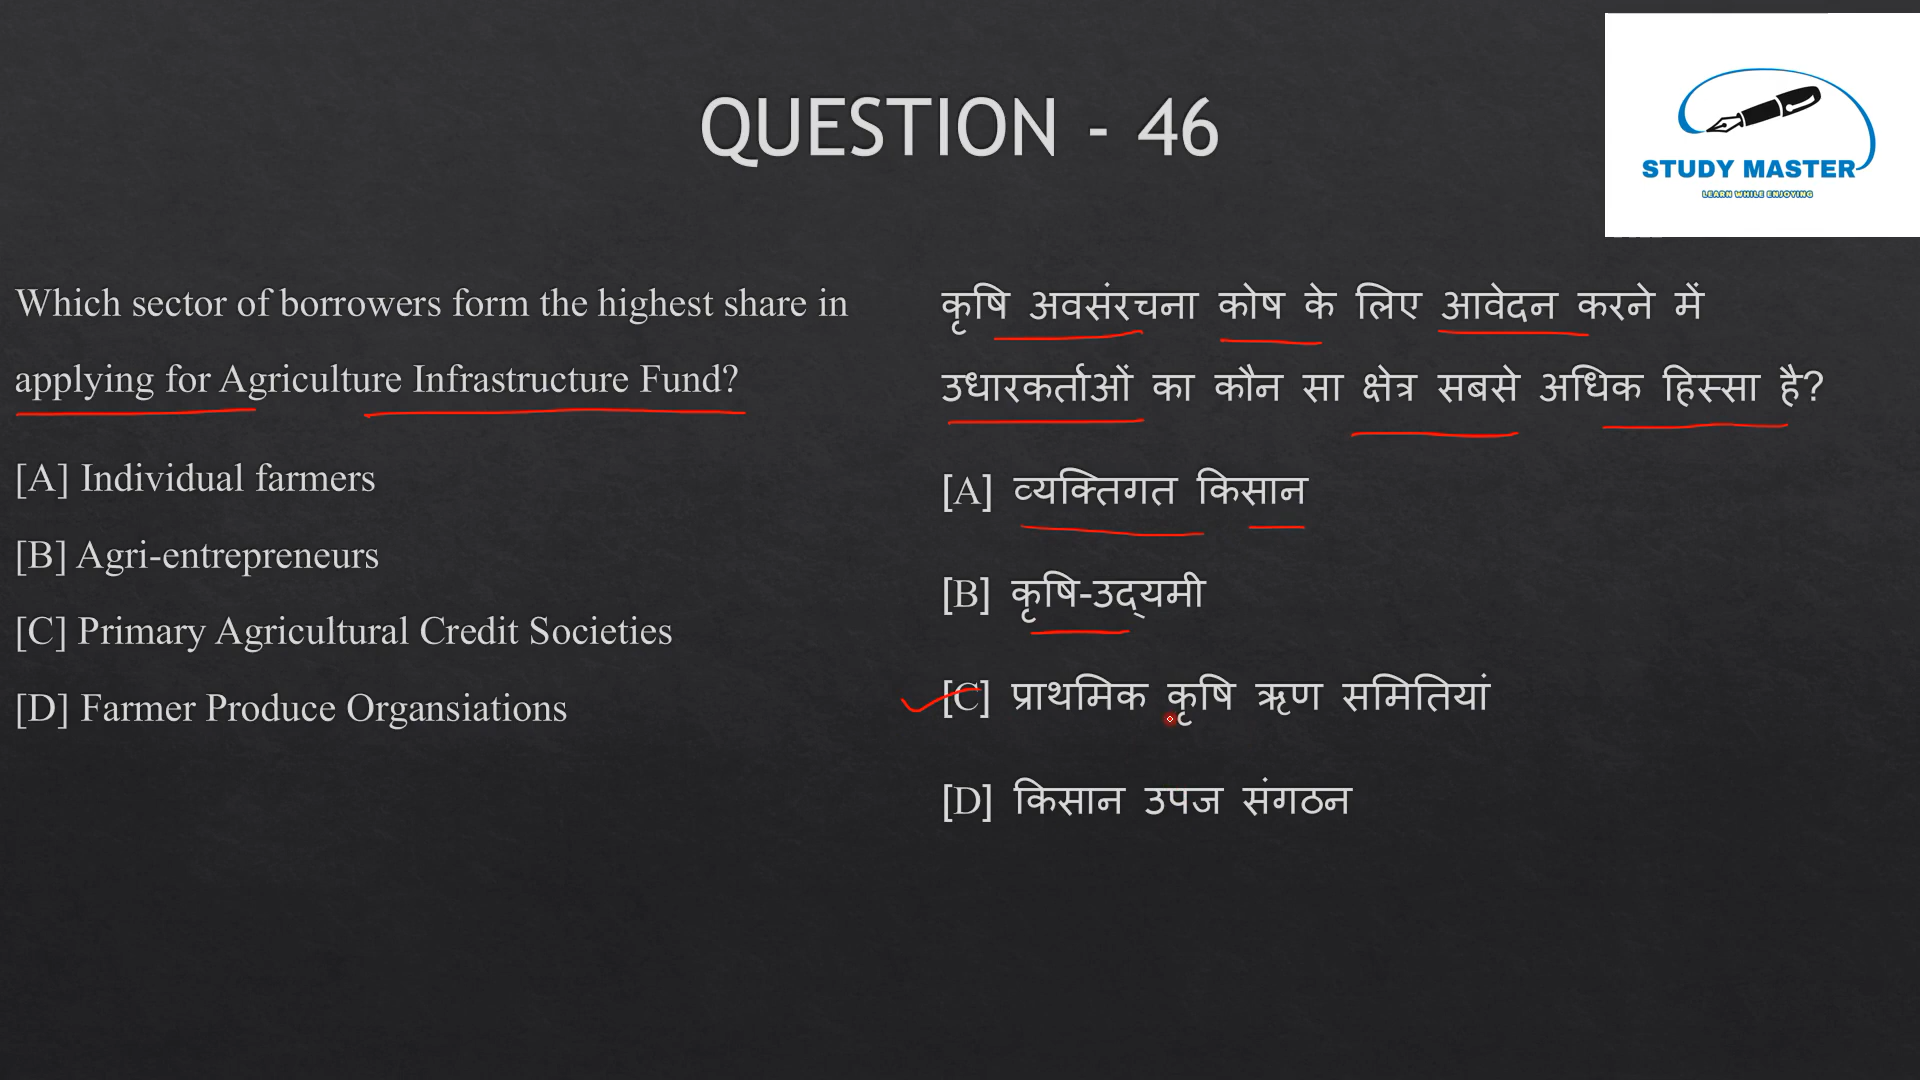 QUESTION - 46
STUDY MASTER
LEARN WHILE ENJOYING
Which sector of borrowers form the highest share in
applying for Agriculture Infrastructure Fund?
[A] Individual farmers
[B] Agri-entrepreneurs
[C] Primary Agricultural Credit Societies
[D] Farmer Produce Organsiations
कृषि अवसंरचना कोष के लिए आवेदन करने में
उधारकर्ताओं का कौन सा क्षेत्र सबसे अधिक हिस्सा है?
[A] व्यक्तिगत किसान
[B] कृषि-उद्यमी
[C] प्राथमिक कृषि ऋण समितियां
[D] किसान उपज संगठन